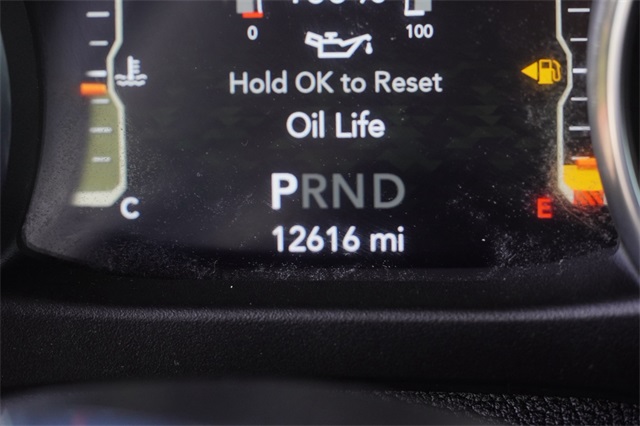 0 100
Hold OK to Reset
Oil Life
PRND
C E
12616 mi